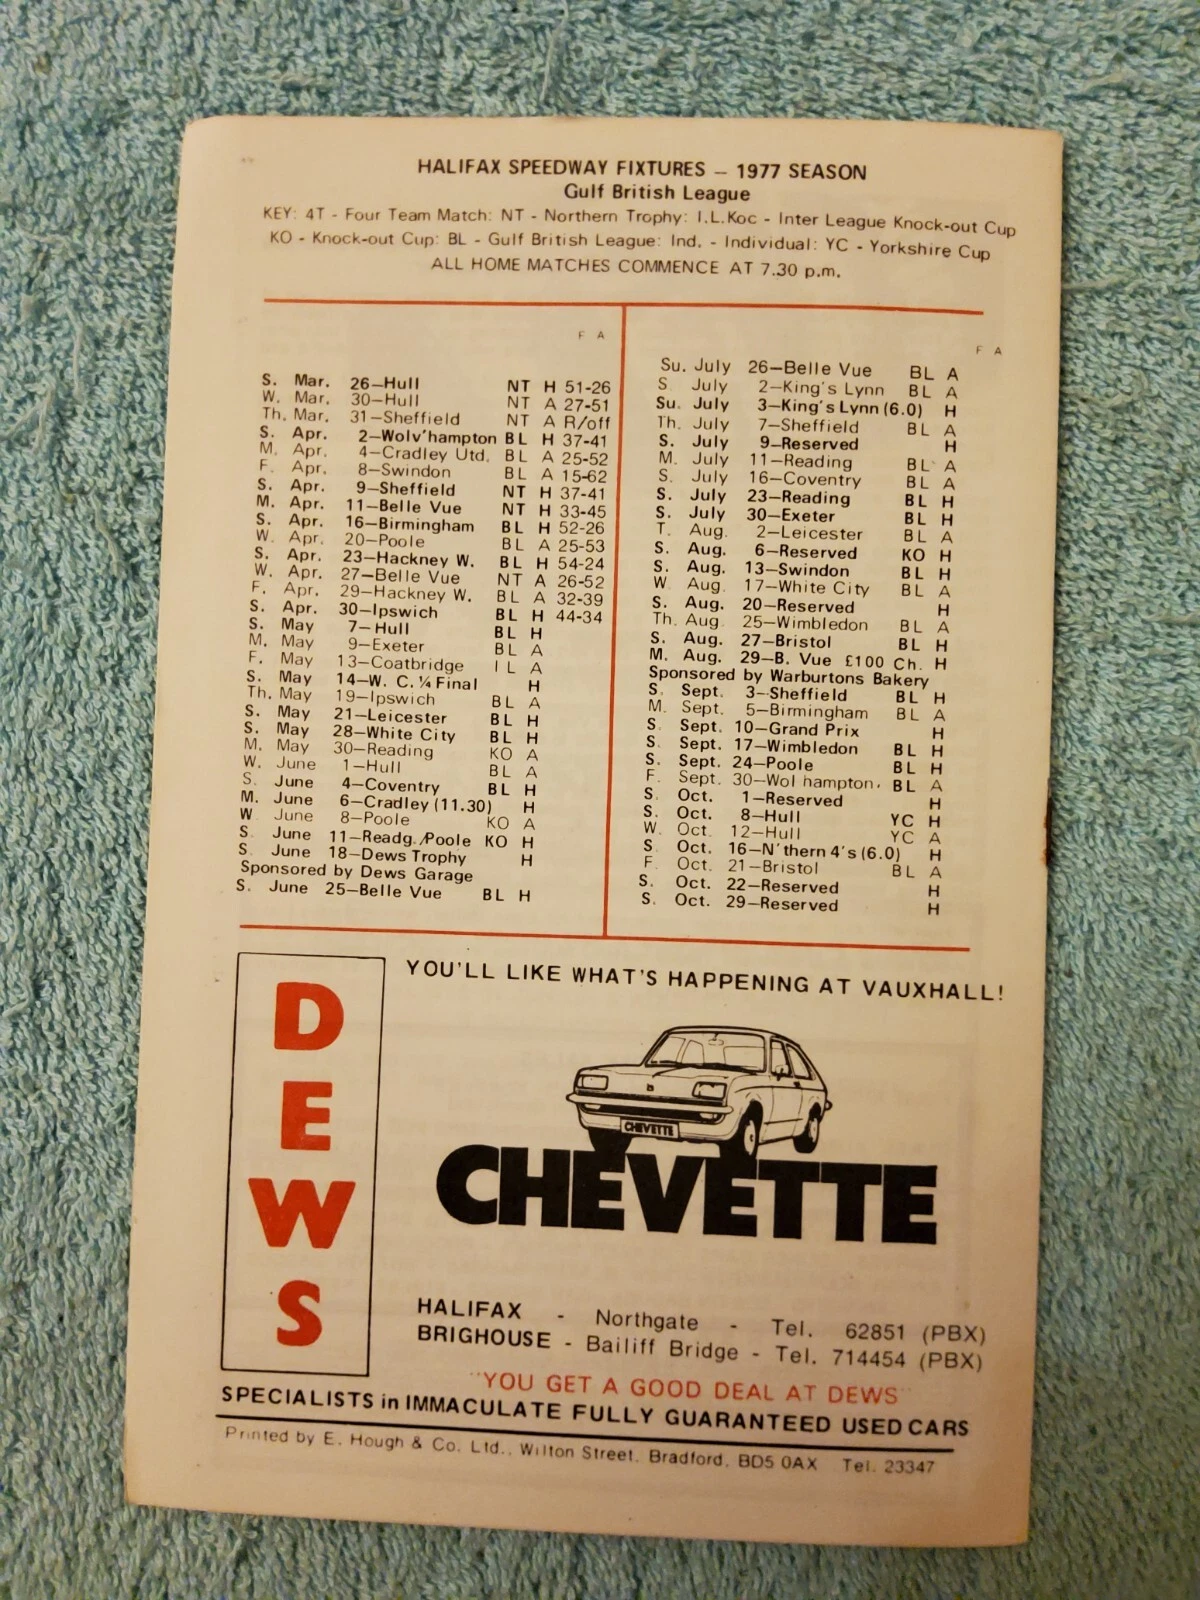 HALIFAX SPEEDWAY FIXTURES – 1977 SEASON
Gulf British League
KEY: 4T - Four Team Match: NT - Northern Trophy: I.L.Koc - Inter League Knock-out Cup
KO - Knock-out Cup: BL - Gulf British League: Ind. - Individual: YC - Yorkshire Cup
ALL HOME MATCHES COMMENCE AT 7.30 p.m.
F A
S. Mar. 26–Hull NT H 51-26
W. Mar. 30–Hull NT A 27-51
Th. Mar. 31–Sheffield NT A R/off
S. Apr. 2–Wolv'hampton BL H 37-41
M. Apr. 4–Cradley Utd. BL A 25-52
F. Apr. 8–Swindon BL A 15-62
S. Apr. 9–Sheffield NT H 37-41
M. Apr. 11–Belle Vue NT H 33-45
S. Apr. 16–Birmingham BL H 52-26
W. Apr. 20–Poole BL A 25-53
S. Apr. 23–Hackney W. BL H 54-24
W. Apr. 27–Belle Vue NT A 26-52
F. Apr. 29–Hackney W. BL A 32-39
S. Apr. 30–Ipswich BL H 44-34
S. May 7–Hull BL H
M. May 9–Exeter BL A
F. May 13–Coatbridge I L A
S. May 14–W. C. ¼ Final H
Th. May 19–Ipswich BL A
S. May 21–Leicester BL H
S. May 28–White City BL H
M. May 30–Reading KO A
W. June 1–Hull BL A
S. June 4–Coventry BL H
M. June 6–Cradley (11.30) H
W June 8–Poole KO A
S. June 11–Readg./Poole KO H
S. June 18–Dews Trophy H
Sponsored by Dews Garage
S. June 25–Belle Vue BL H
F A
Su. July 26–Belle Vue BL A
S July 2–King's Lynn BL A
Su. July 3–King's Lynn (6.0) H
Th. July 7–Sheffield BL A
S. July 9–Reserved H
M. July 11–Reading BL A
S. July 16–Coventry BL A
S. July 23–Reading BL H
S. July 30–Exeter BL H
T. Aug. 2–Leicester BL A
S. Aug. 6–Reserved KO H
S. Aug. 13–Swindon BL H
W. Aug. 17–White City BL A
S. Aug. 20–Reserved H
Th. Aug. 25–Wimbledon BL A
S. Aug. 27–Bristol BL H
M. Aug. 29–B. Vue £100 Ch. H
Sponsored by Warburtons Bakery
S. Sept. 3–Sheffield BL H
M. Sept. 5–Birmingham BL A
S. Sept. 10–Grand Prix H
S. Sept. 17–Wimbledon BL H
S. Sept. 24–Poole BL H
F. Sept. 30–Wol hampton. BL A
S. Oct. 1–Reserved H
S. Oct. 8–Hull YC H
W. Oct. 12–Hull YC A
S. Oct. 16–N'thern 4's (6.0) H
F. Oct. 21–Bristol BL A
S. Oct. 22–Reserved H
S. Oct. 29–Reserved H
DEWS
YOU'LL LIKE WHAT'S HAPPENING AT VAUXHALL!
CHEVETTE
CHEVETTE
HALIFAX - Northgate - Tel. 62851 (PBX)
BRIGHOUSE - Bailiff Bridge - Tel. 714454 (PBX)
"YOU GET A GOOD DEAL AT DEWS"
SPECIALISTS in IMMACULATE FULLY GUARANTEED USED CARS
Printed by E. Hough & Co. Ltd., Wilton Street, Bradford, BD5 0AX Tel. 23347